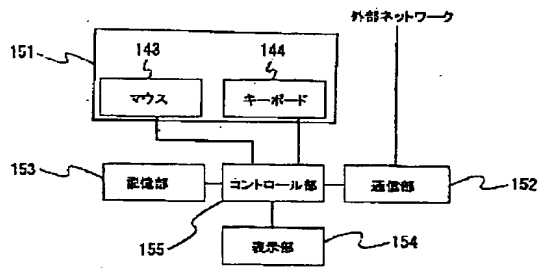 外部ネットワーク
151
143
144
マウス
キーボード
153
記憶部
コントロール部
通信部
152
155
表示部
154